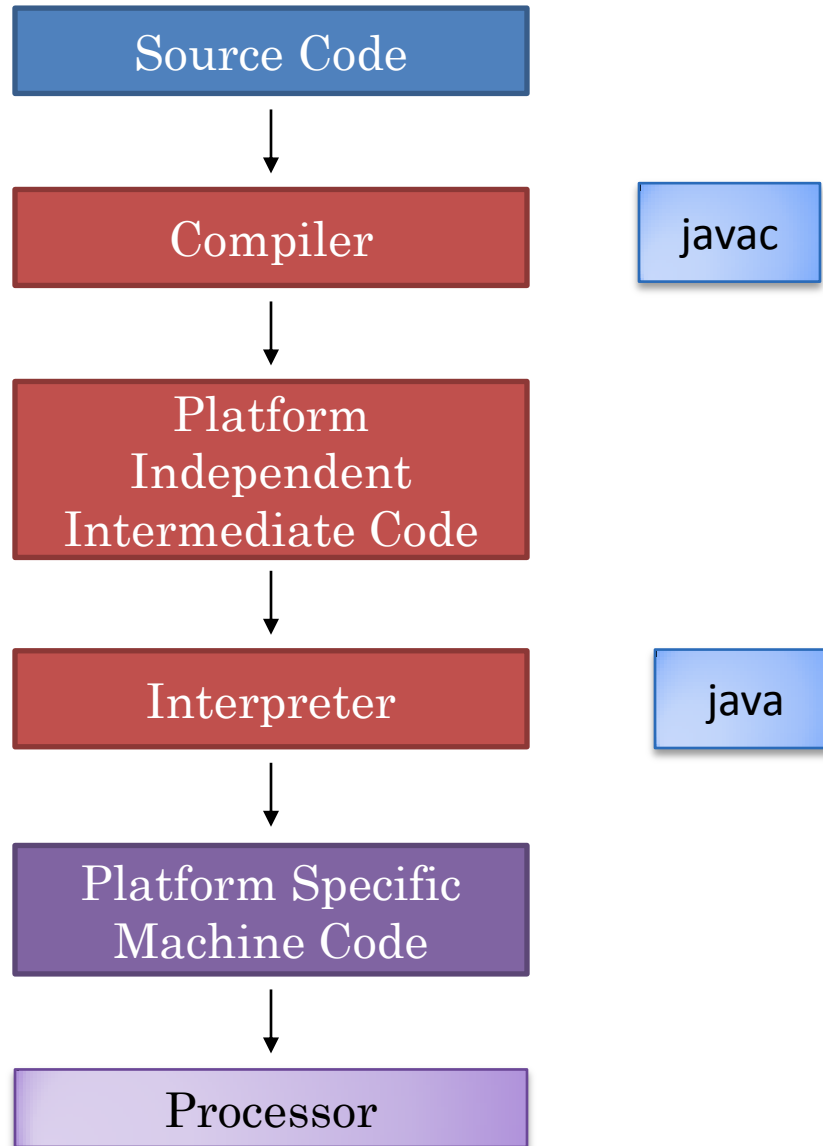 Source Code
Compiler
javac
Platform
Independent
Intermediate Code
Interpreter
java
Platform Specific
Machine Code
Processor